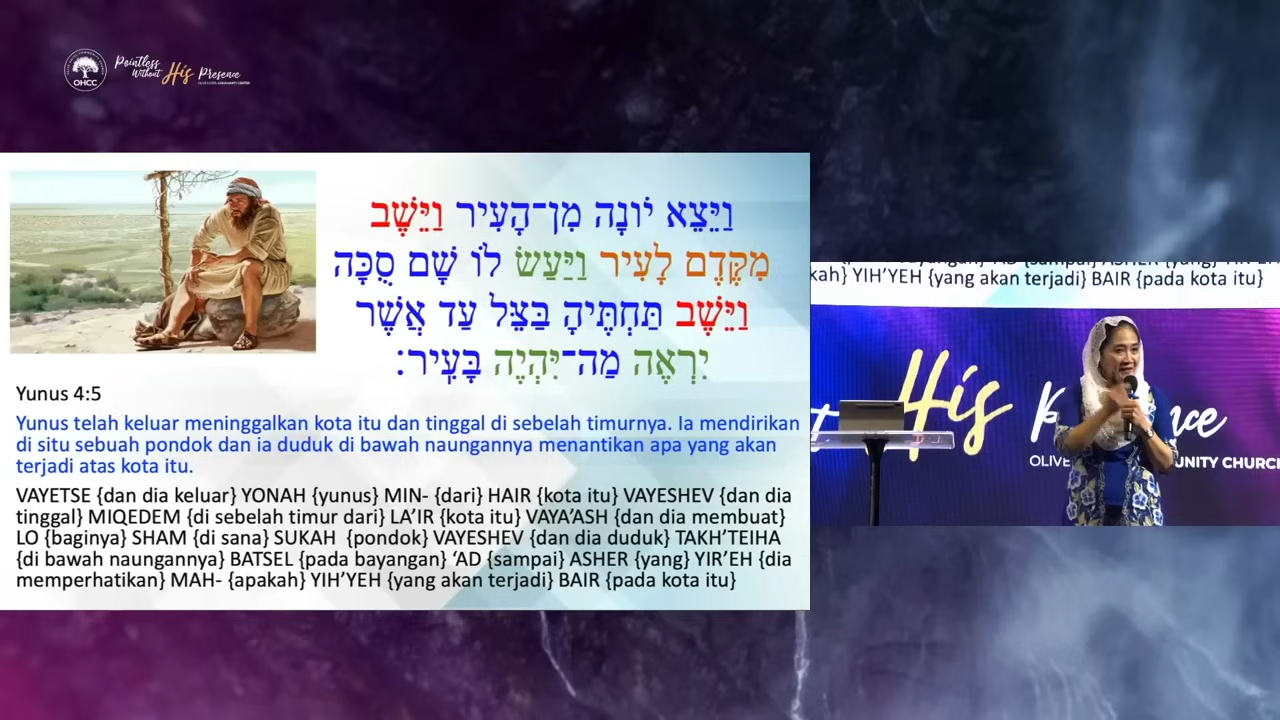 OHCC
Pointless
Without His Presence
וַיֵּצֵא יֹונָה מִן־הָעִיר וַיֵּשֶׁב
מִקֶּדֶם לָעִיר וַיַּעַשׂ לֹו שָׁם סֻכָּה
וַיֵּשֶׁב תַּחְתֶּיהָ בַּצֵּל עַד אֲשֶׁר
יִרְאֶה מַה־יִּהְיֶה בָּעִיר׃
Yunus 4:5
Yunus telah keluar meninggalkan kota itu dan tinggal di sebelah timurnya. Ia mendirikan
di situ sebuah pondok dan ia duduk di bawah naungannya menantikan apa yang akan
terjadi atas kota itu.
VAYETSE {dan dia keluar} YONAH {yunus} MIN- {dari} HAIR {kota itu} VAYESHEV {dan dia
tinggal} MIQEDEM {di sebelah timur dari} LA’IR {kota itu} VAYA’ASH {dan dia membuat}
LO {baginya} SHAM {di sana} SUKAH {pondok} VAYESHEV {dan dia duduk} TAKH’TEIHA
{di bawah naungannya} BATSEL {pada bayangan} ‘AD {sampai} ASHER {yang} YIR’EH {dia
memperhatikan} MAH- {apakah} YIH’YEH {yang akan terjadi} BAIR {pada kota itu}
kah} YIH’YEH {yang akan terjadi} BAIR {pada kota itu}
His
OLIVE UNITY CHURC